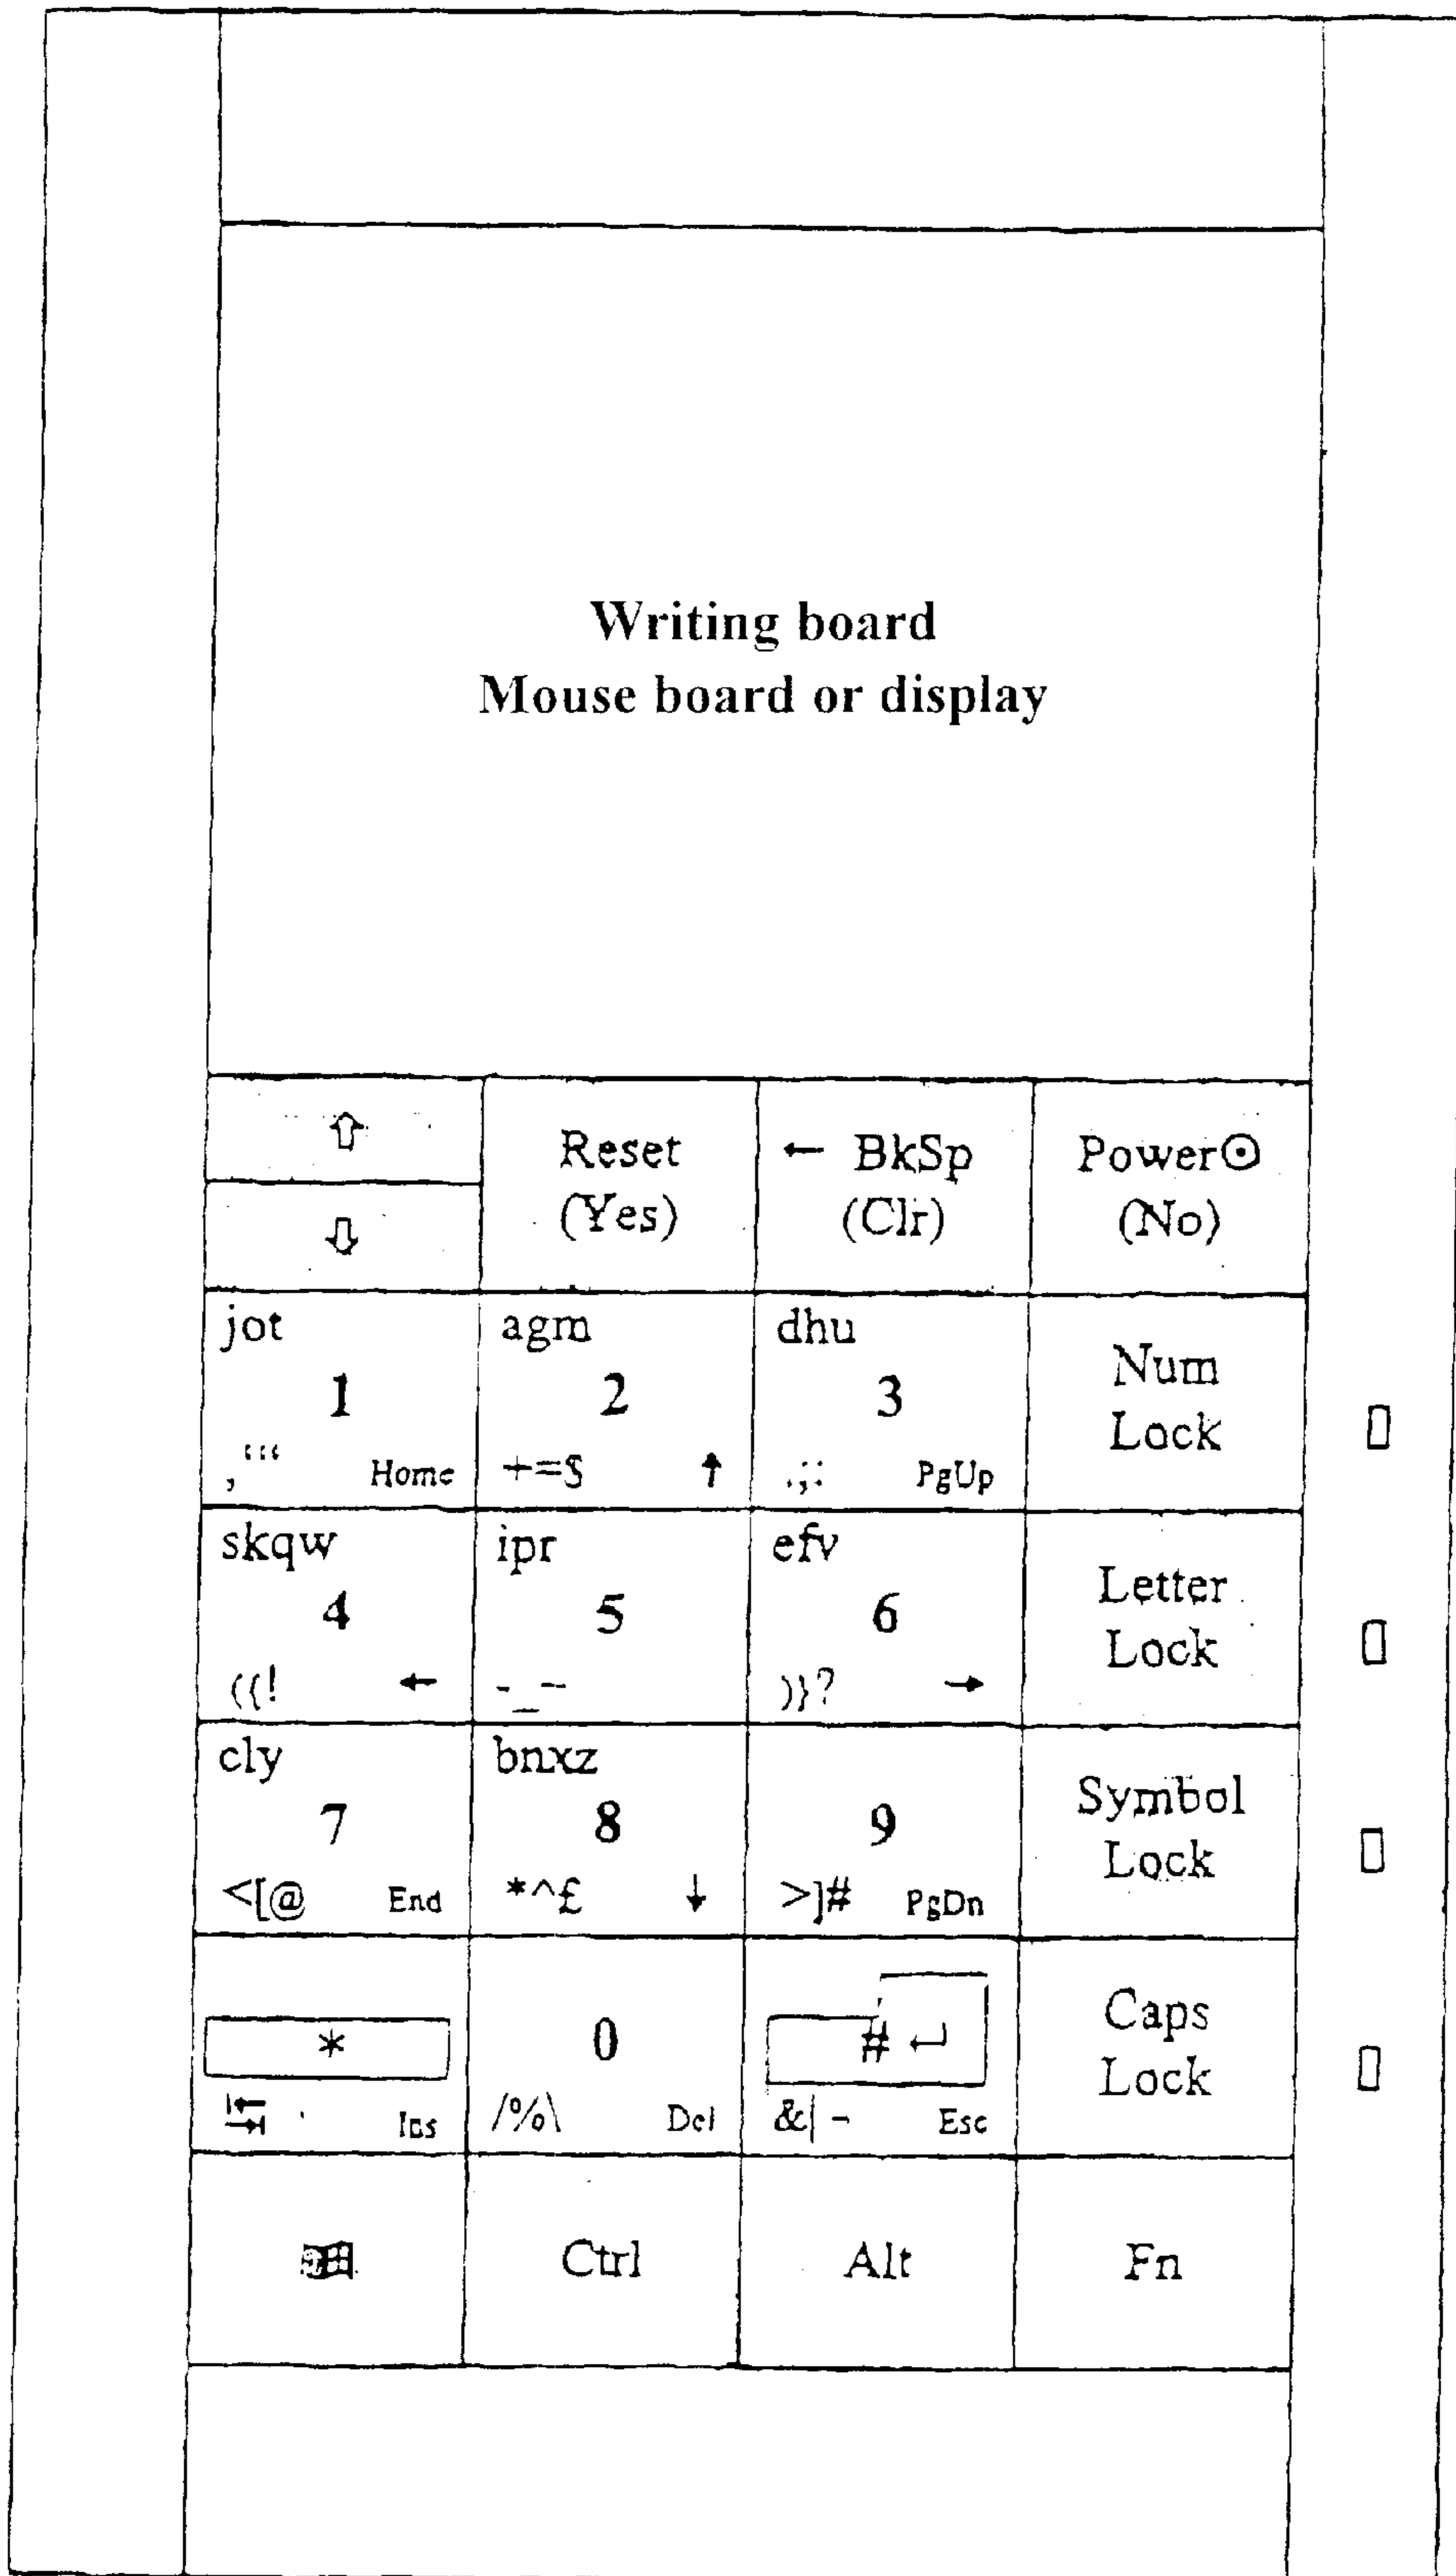 Writing board
Mouse board or display
⇧
⇩
Reset
(Yes)
← BkSp
(Clr)
Power⊙
(No)
jot
1
Home
agm
2
+=$ ↑
dhu
3
.;: PgUp
Num
Lock
skqw
4
({! ←
ipr
5
-_~
efv
6
)}? →
Letter
Lock
cly
7
<[@ End
bnxz
8
*^£ ↓
9
>]# PgDn
Symbol
Lock
*
Ins
0
/%\ Del
# ↵
&|¬ Esc
Caps
Lock
Ctrl
Alt
Fn